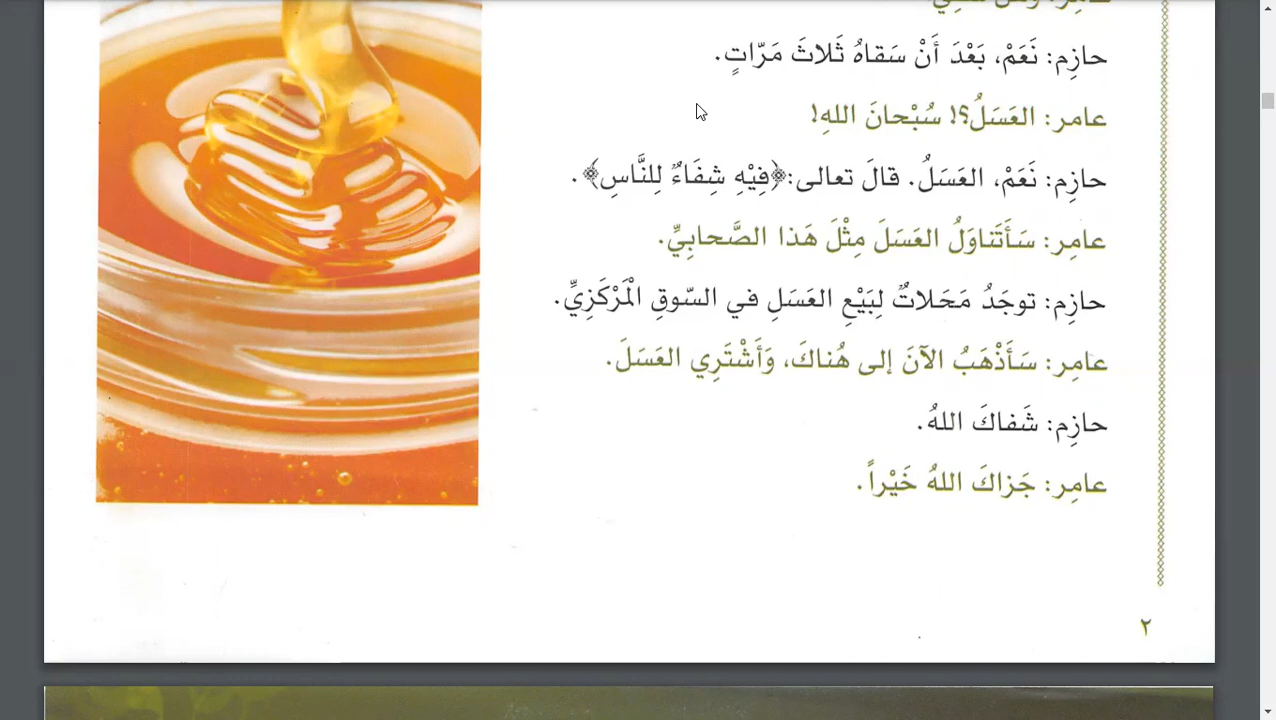 حازِم: نَعَمْ، بَعْدَ أَنْ سَقاهُ ثَلاثَ مَرّاتٍ.
عامر: العَسَلُ؟! سُبْحانَ اللهِ!
حازِم: نَعَمْ، العَسَلُ. قالَ تعالى:﴿فِيْهِ شِفَاءٌ لِلنَّاسِ﴾.
عامِر: سَأَتَناوَلُ العَسَلَ مِثْلَ هَذا الصَّحابِيِّ.
حازِم: توجَدُ مَحَلاتٌ لِبَيْعِ العَسَلِ في السّوقِ الْمَرْكَزِيِّ.
عامِر: سَأَذْهَبُ الآنَ إلى هُناكَ، وَأَشْتَرِي العَسَلَ.
حازِم: شَفاكَ اللهُ.
عامِر: جَزاكَ اللهُ خَيْراً.
٢